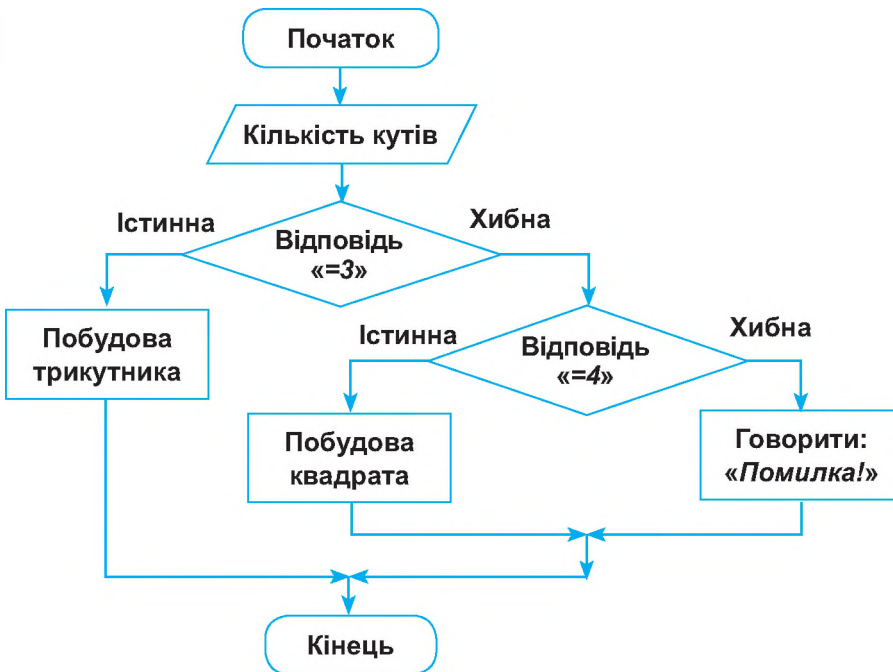 Початок
Кількість кутів
Істинна
Хибна
Відповідь
«=3»
Побудова
трикутника
Істинна
Хибна
Відповідь
«=4»
Побудова
квадрата
Говорити:
«Помилка!»
Кінець